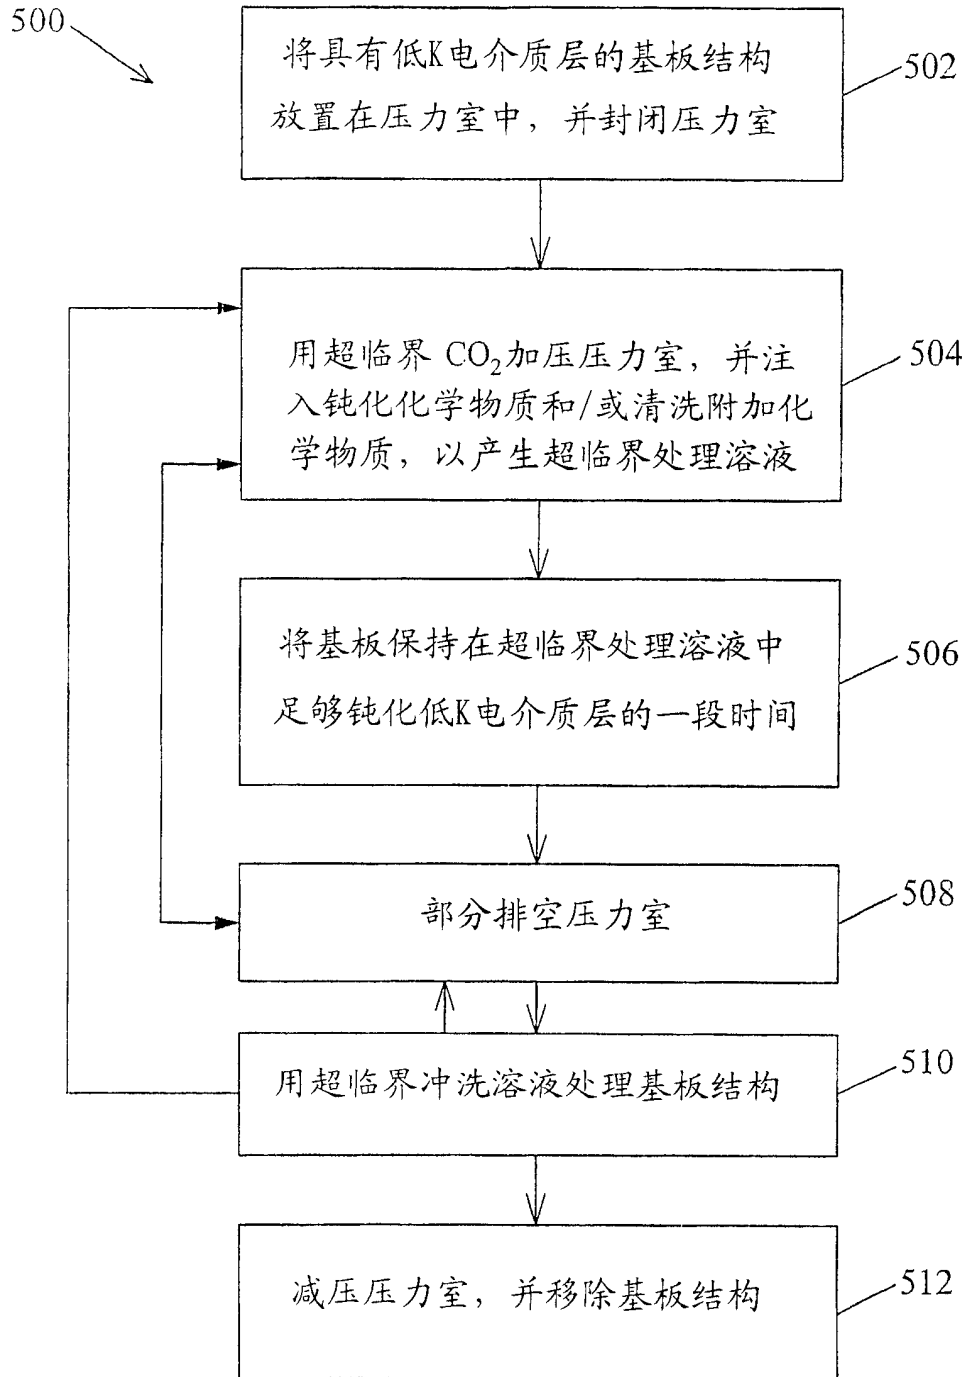 500
将具有低K电介质层的基板结构
放置在压力室中，并封闭压力室
502
用超临界 CO₂加压压力室，并注
入钝化化学物质和/或清洗附加化
学物质，以产生超临界处理溶液
504
将基板保持在超临界处理溶液中
足够钝化低K电介质层的一段时间
506
部分排空压力室
508
用超临界冲洗溶液处理基板结构
510
减压压力室，并移除基板结构
512